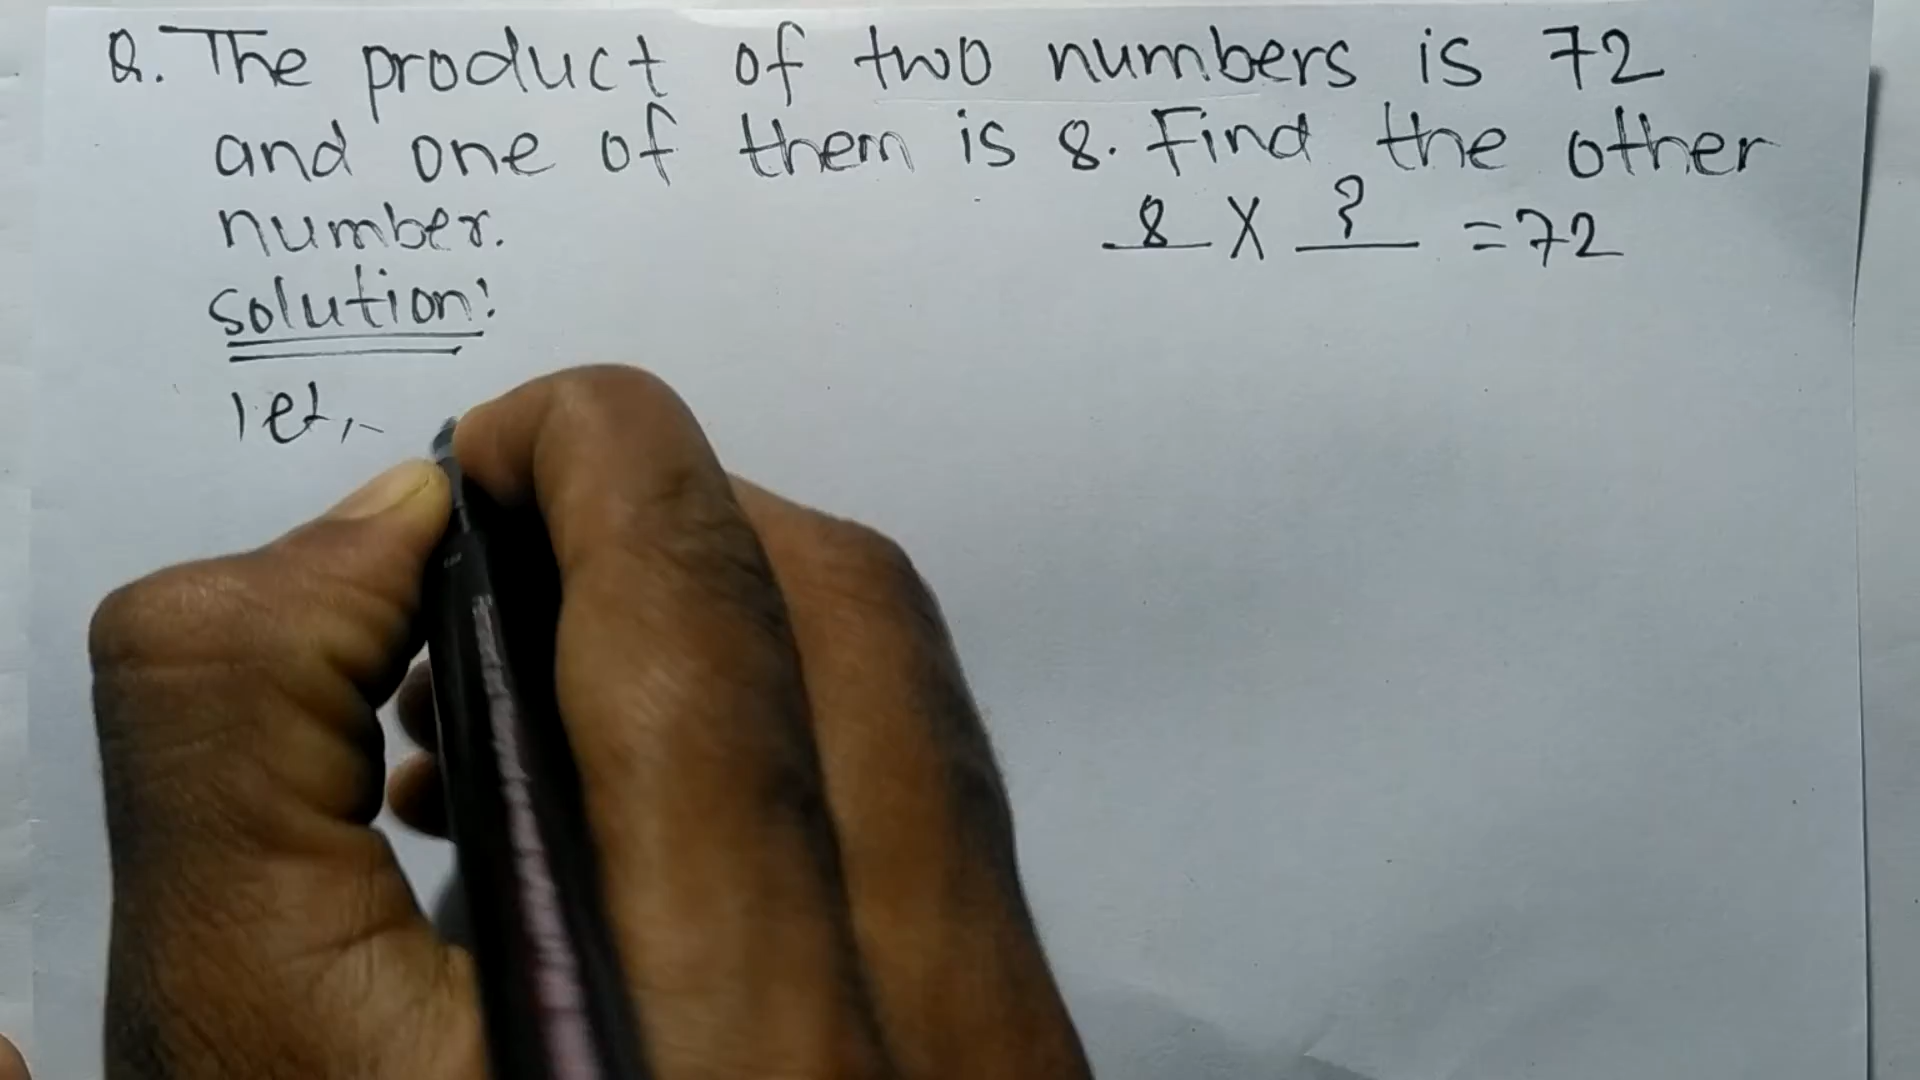 Q. The product of two numbers is 72
and one of them is 8. Find the other
number.
8 X ? = 72
solution:
let,